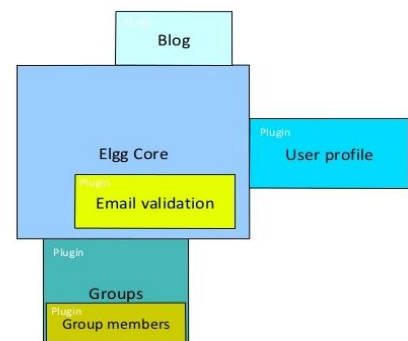 Plugin
Blog
Elgg Core
Plugin
User profile
Plugin
Email validation
Plugin
Groups
Plugin
Group members